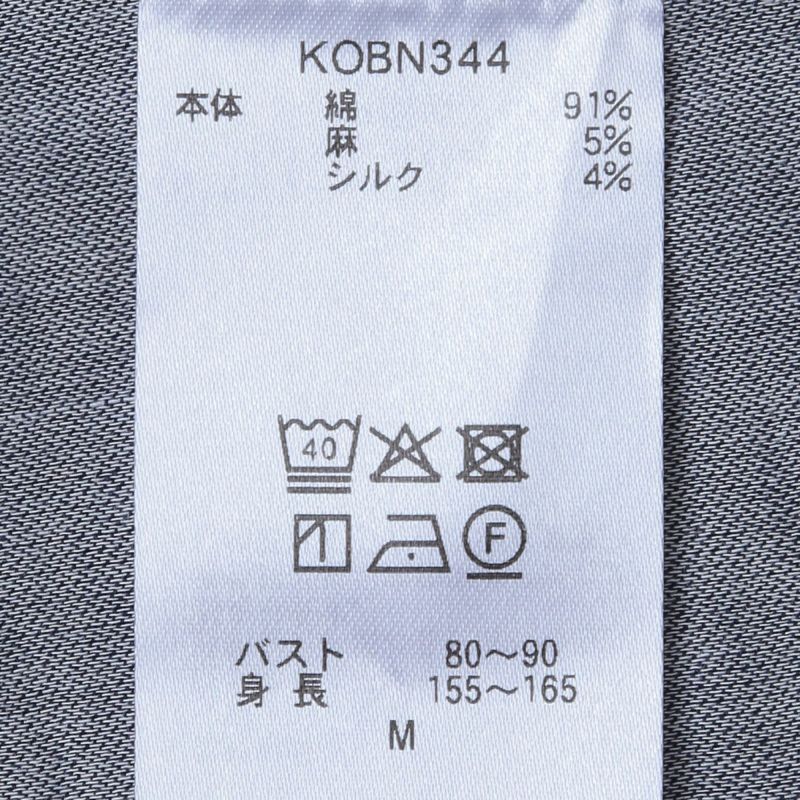 KOBN344
本体 綿 91%
麻 5%
シルク 4%
40
F
バスト 80～90
身長 155～165
M